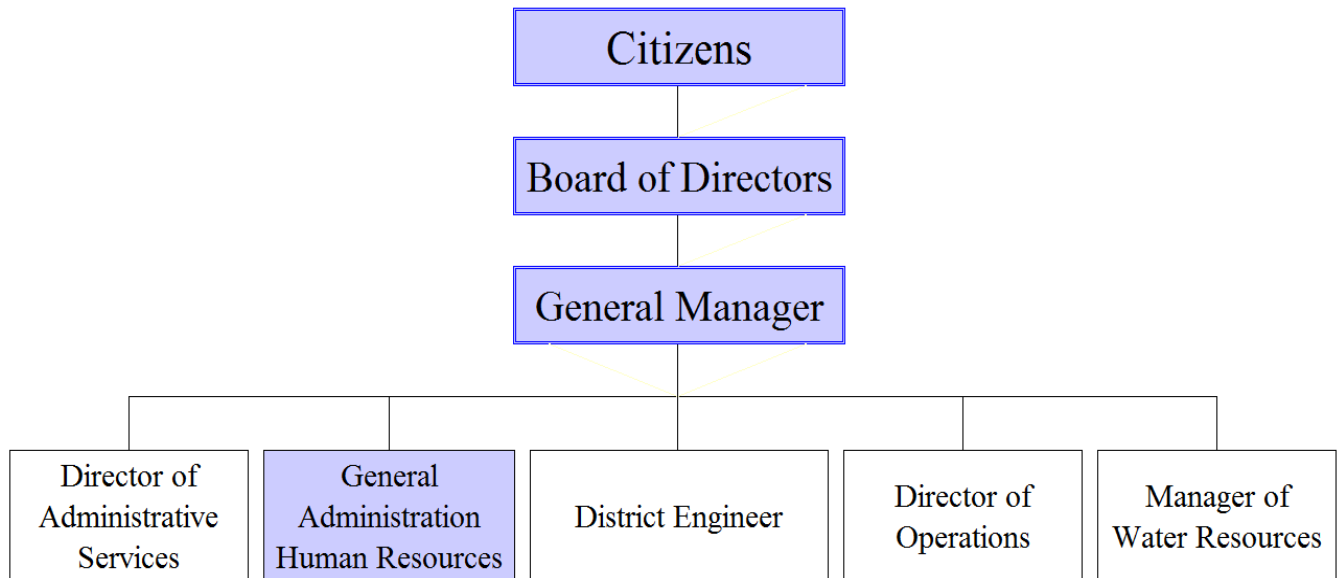 Citizens
Board of Directors
General Manager
Director of
Administrative
Services
General
Administration
Human Resources
District Engineer
Director of
Operations
Manager of
Water Resources